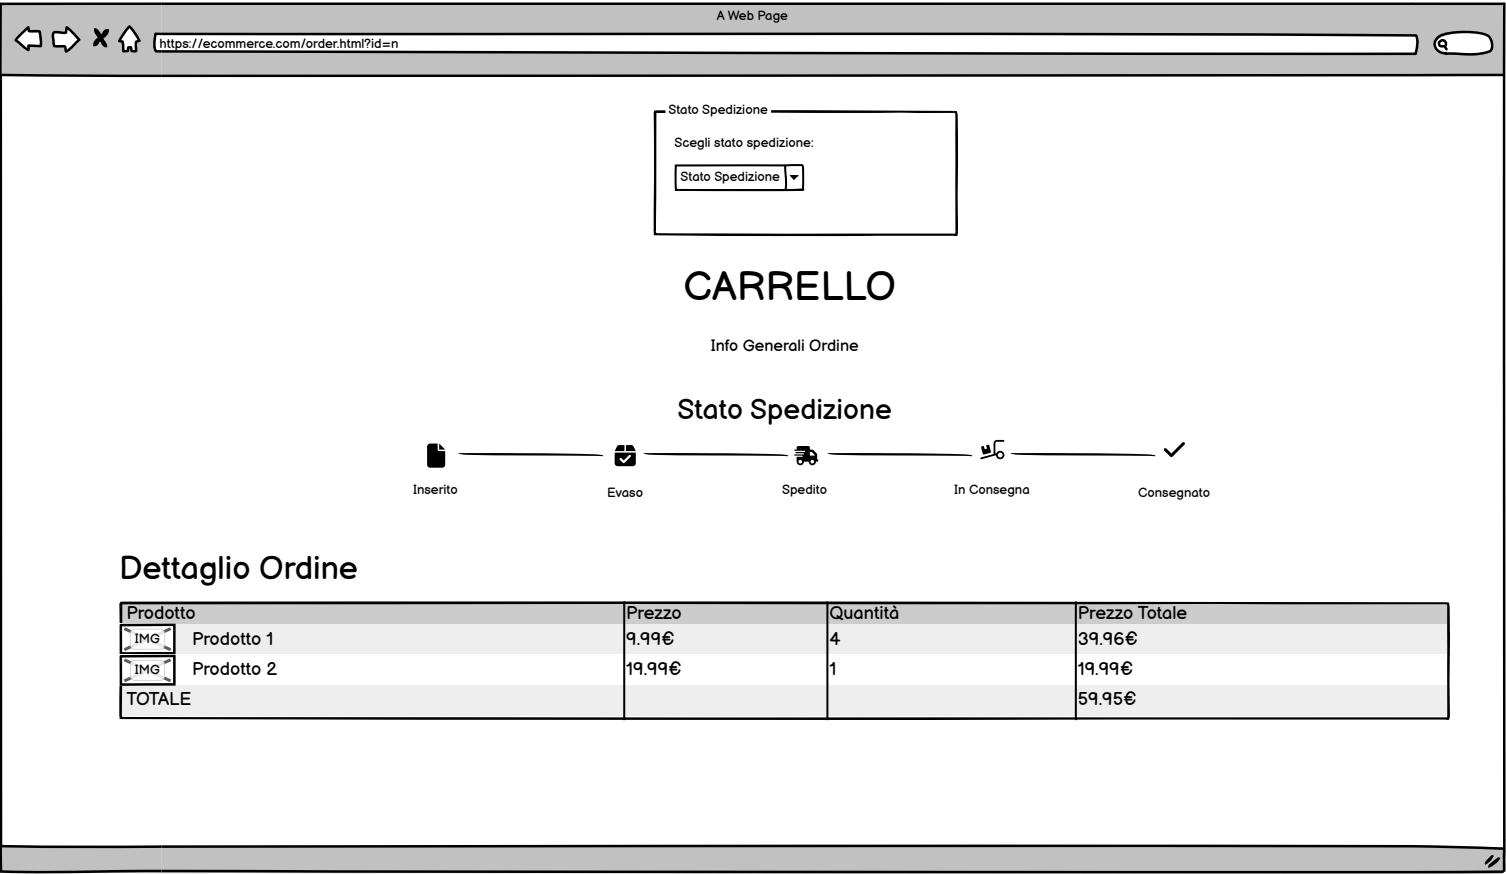 A Web Page
https://ecommerce.com/order.html?id=n
Stato Spedizione
Scegli stato spedizione:
Stato Spedizione
CARRELLO
Info Generali Ordine
Stato Spedizione
Inserito Evaso Spedito In Consegna Consegnato
Dettaglio Ordine
Prodotto Prezzo Quantità Prezzo Totale
IMG Prodotto 1 9.99€ 4 39.96€
IMG Prodotto 2 19.99€ 1 19.99€
TOTALE 59.95€